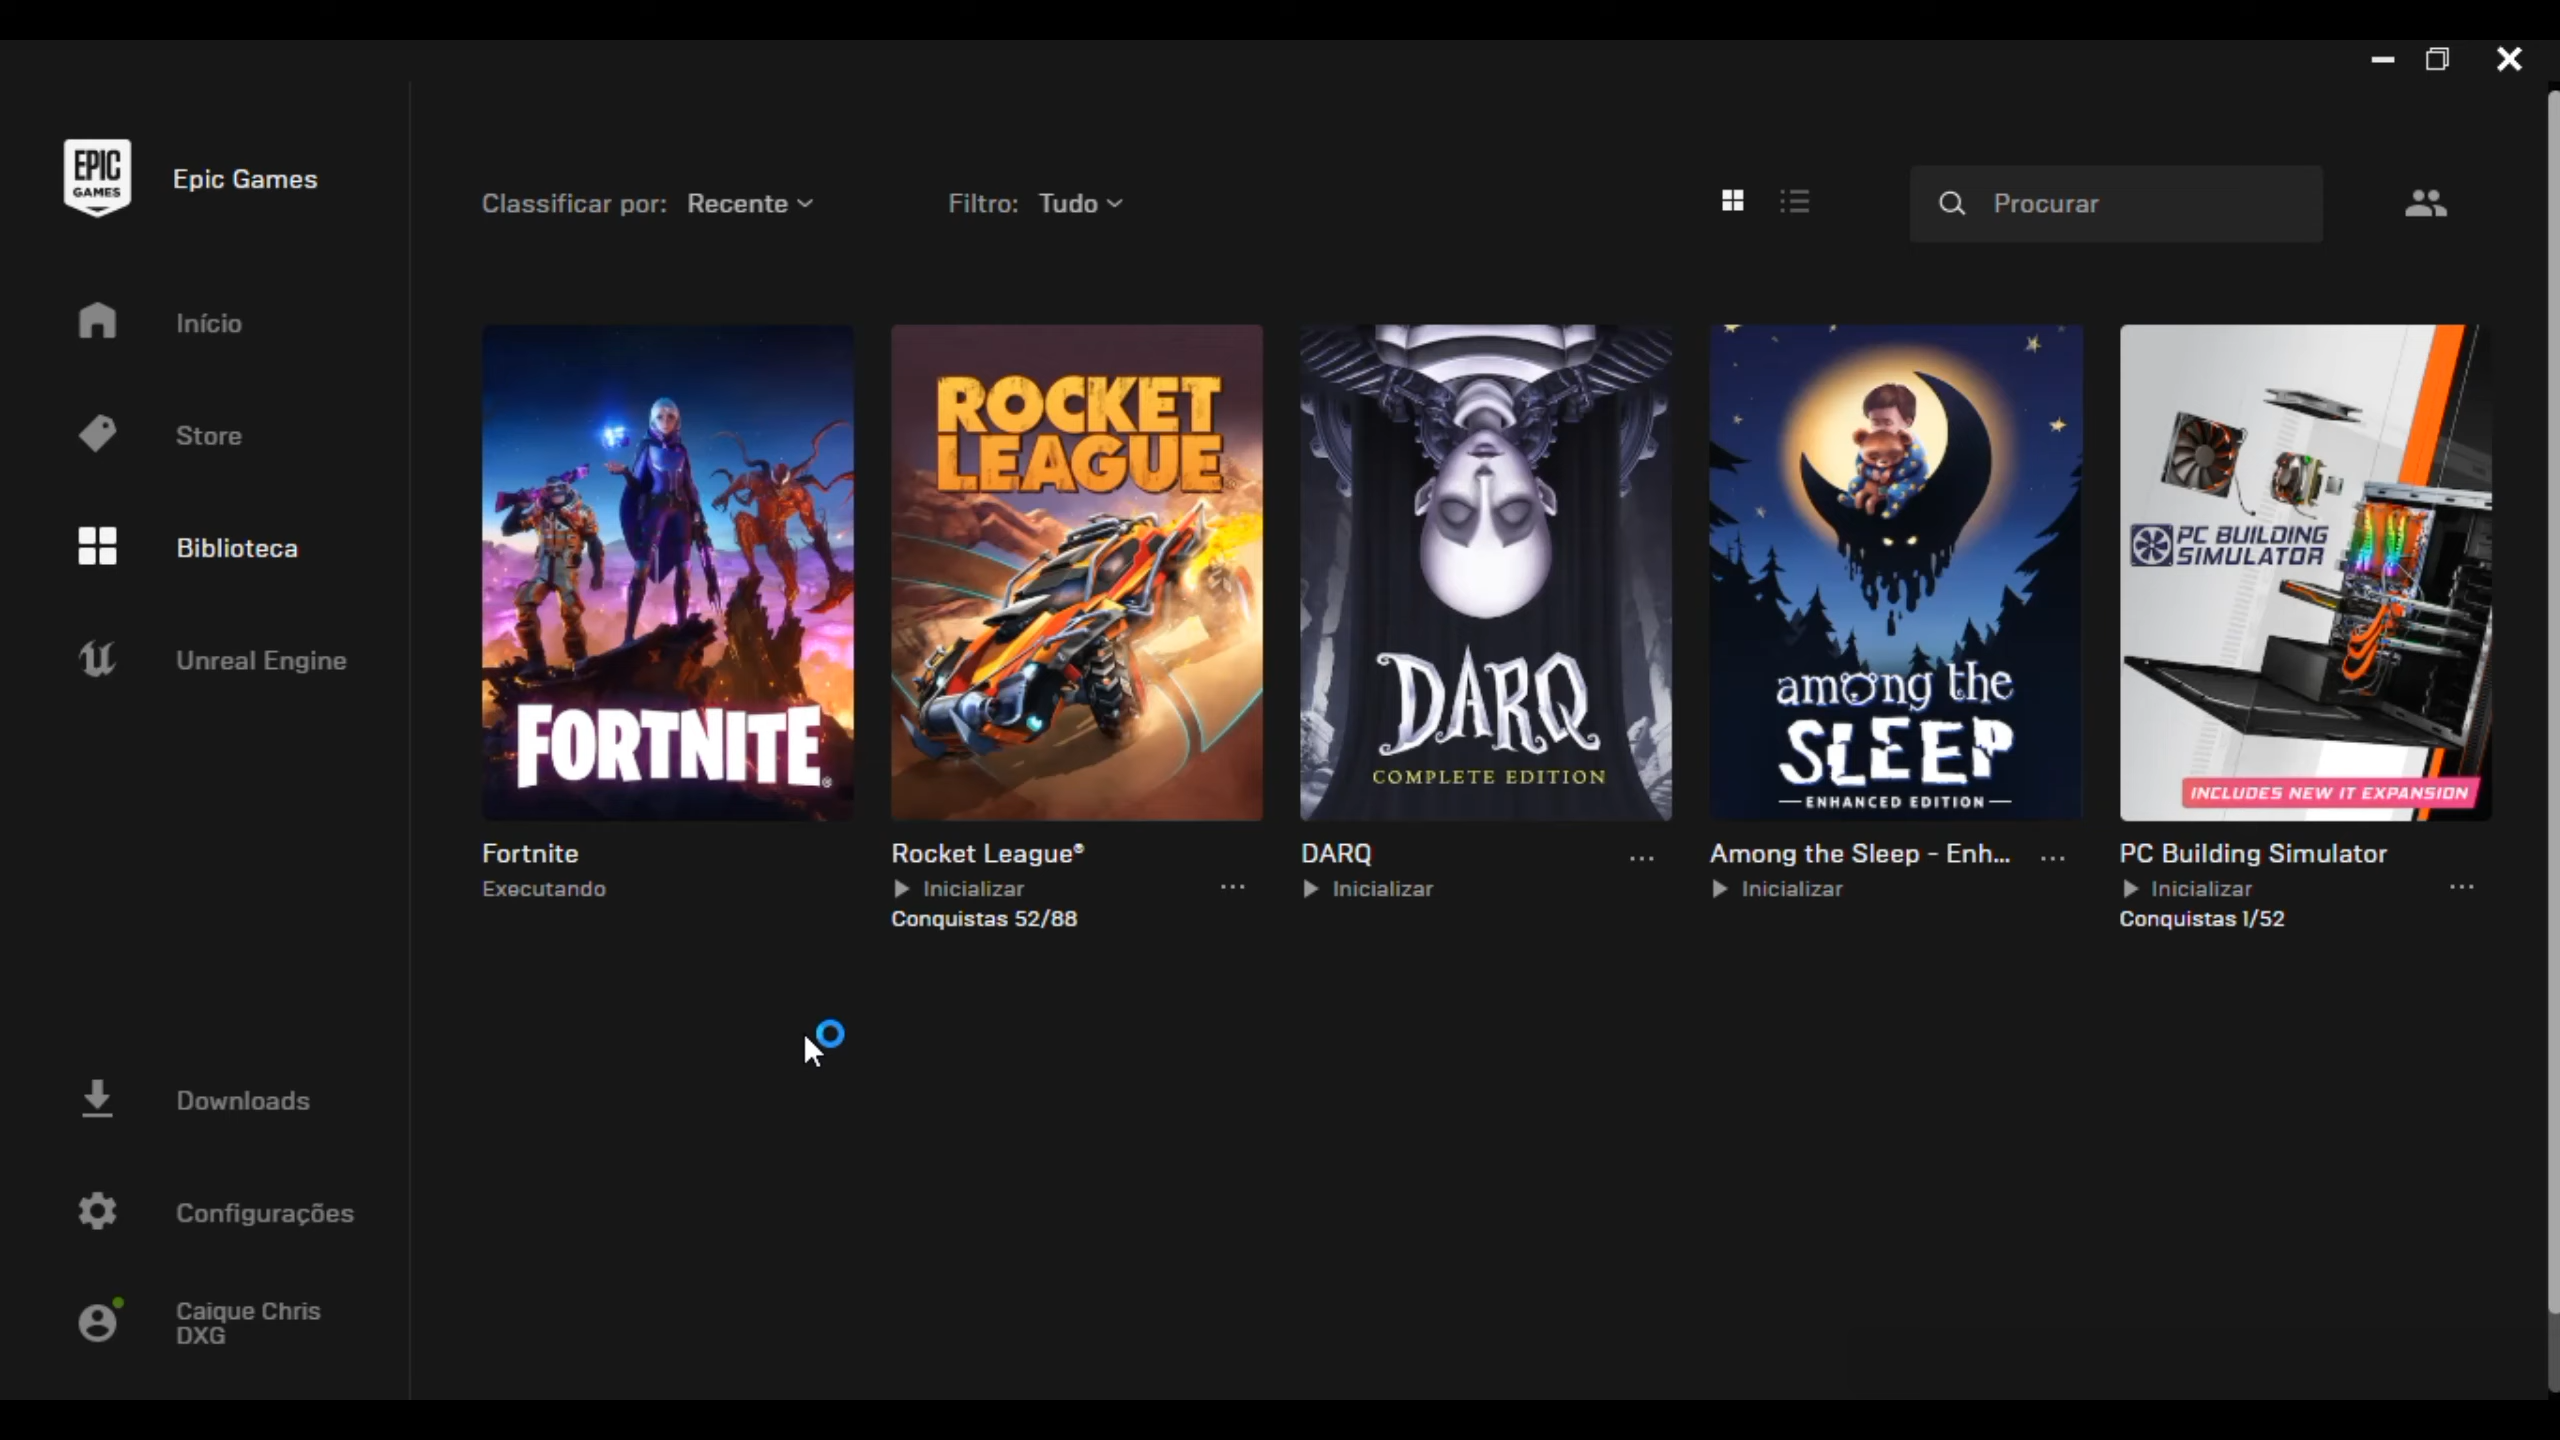 EPIC
GAMES
Epic Games
Início
Store
Biblioteca
Unreal Engine
Downloads
Configurações
Caique Chris
DXG
Classificar por: Recente
Filtro: Tudo
Procurar
FORTNITE
Fortnite
Executando
ROCKET
LEAGUE
Rocket League®
Inicializar
Conquistas 52/88
DARQ
COMPLETE EDITION
DARQ
Inicializar
among the
SLEEP
ENHANCED EDITION
Among the Sleep - Enh...
Inicializar
PC BUILDING
SIMULATOR
INCLUDES NEW IT EXPANSION
PC Building Simulator
Inicializar
Conquistas 1/52